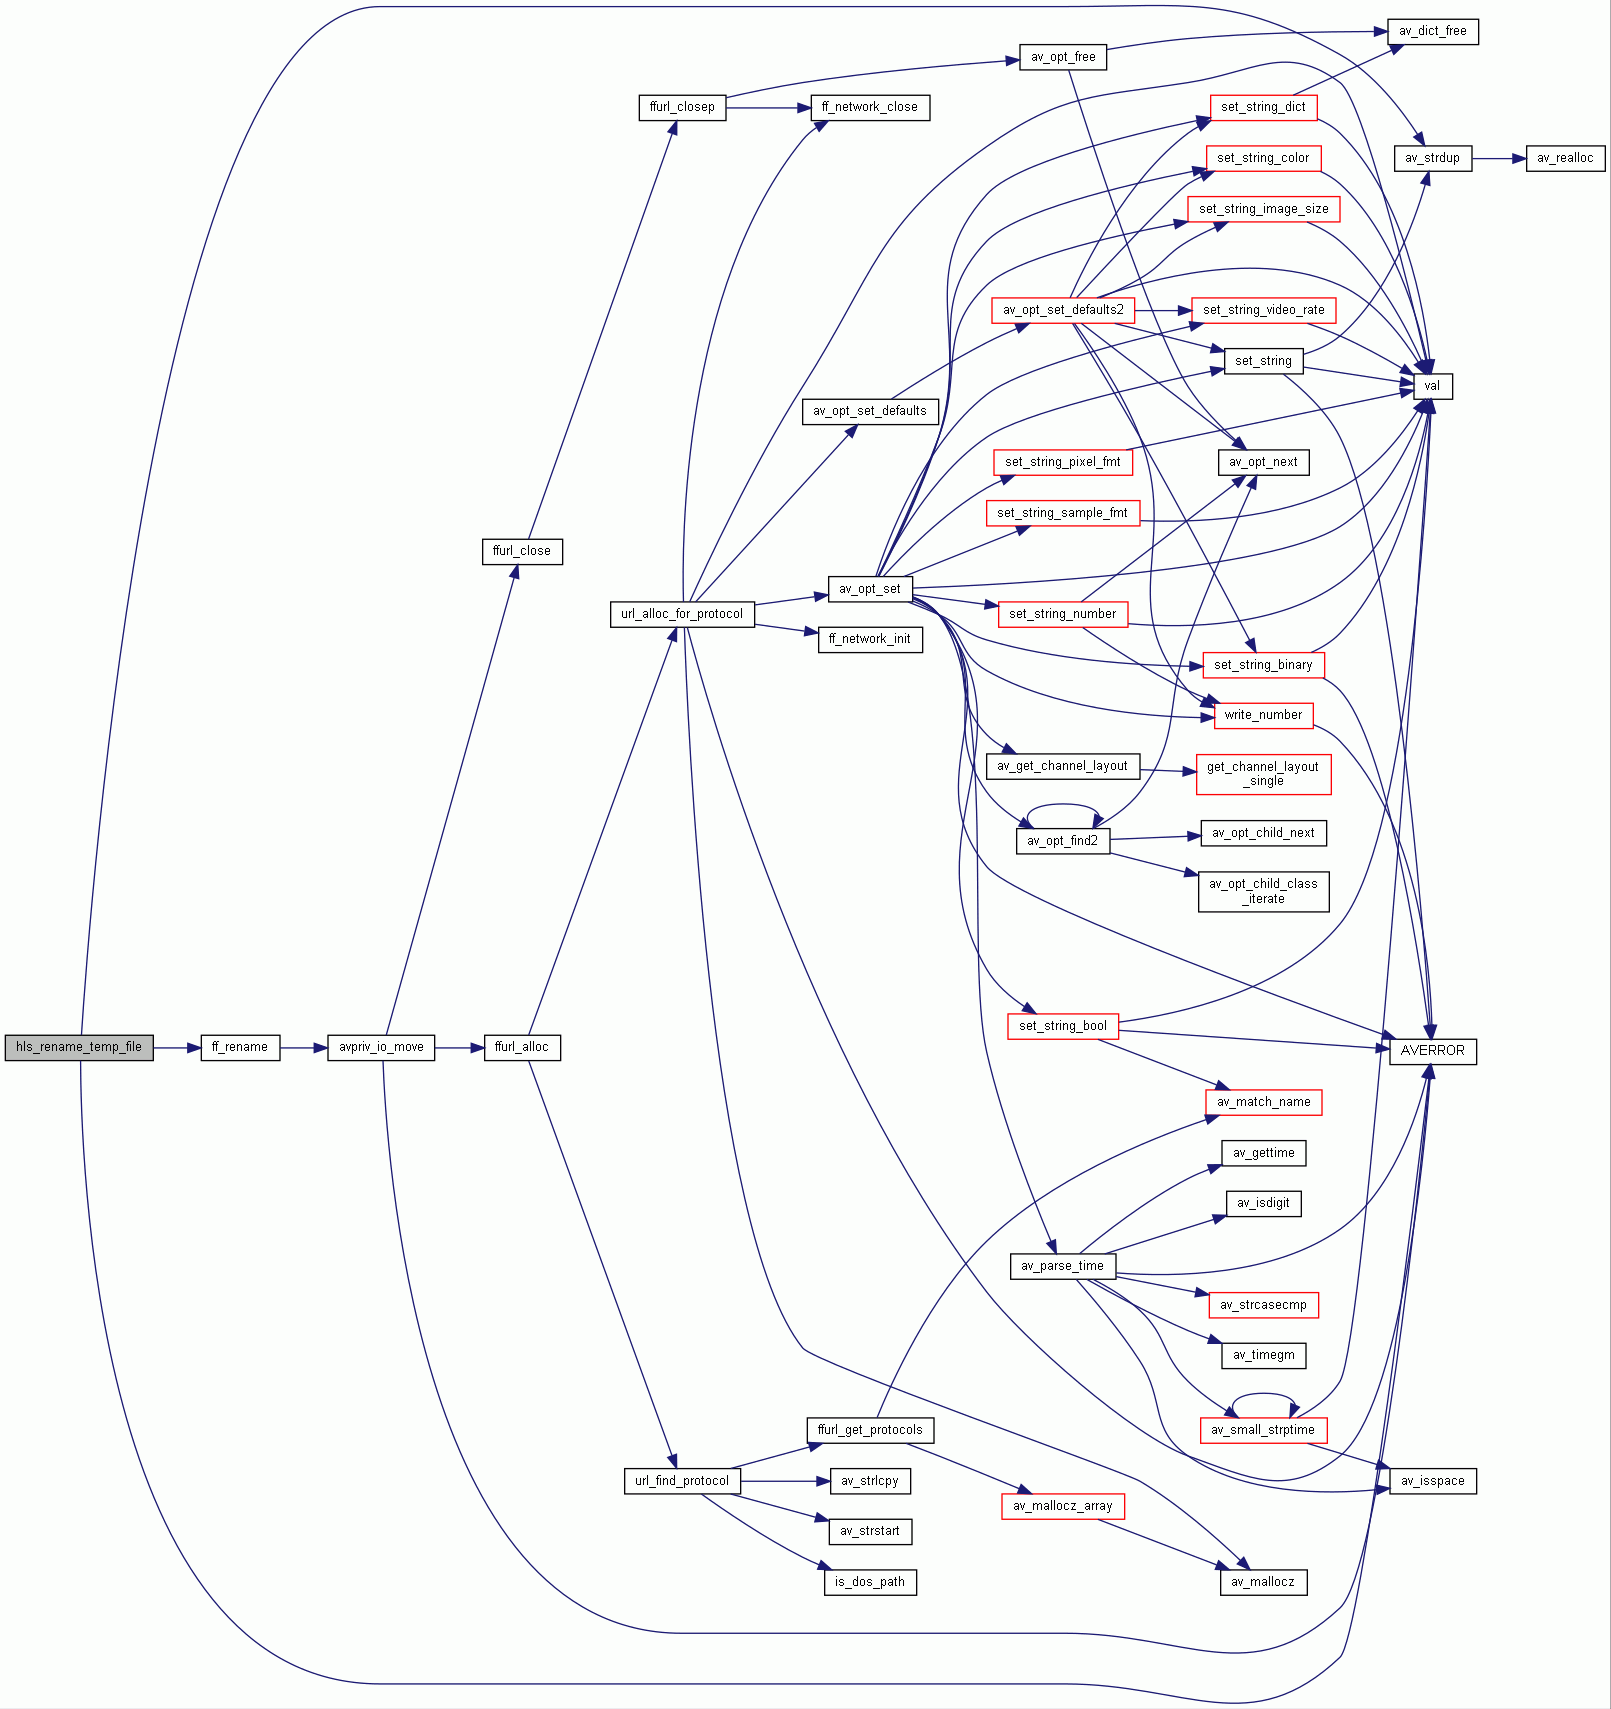 av_dict_free
av_opt_free
ffurl_closep
ff_network_close
set_string_dict
set_string_color
av_strdup
av_realloc
set_string_image_size
av_opt_set_defaults2
set_string_video_rate
set_string
val
av_opt_set_defaults
set_string_pixel_fmt
av_opt_next
set_string_sample_fmt
ffurl_close
av_opt_set
url_alloc_for_protocol
set_string_number
ff_network_init
set_string_binary
write_number
av_get_channel_layout
get_channel_layout
_single
av_opt_find2
av_opt_child_next
av_opt_child_class
_iterate
set_string_bool
hls_rename_temp_file
ff_rename
avpriv_io_move
ffurl_alloc
AVERROR
av_match_name
av_gettime
av_isdigit
av_parse_time
av_strcasecmp
av_timegm
ffurl_get_protocols
av_small_strptime
url_find_protocol
av_strlcpy
av_isspace
av_mallocz_array
av_strstart
is_dos_path
av_mallocz